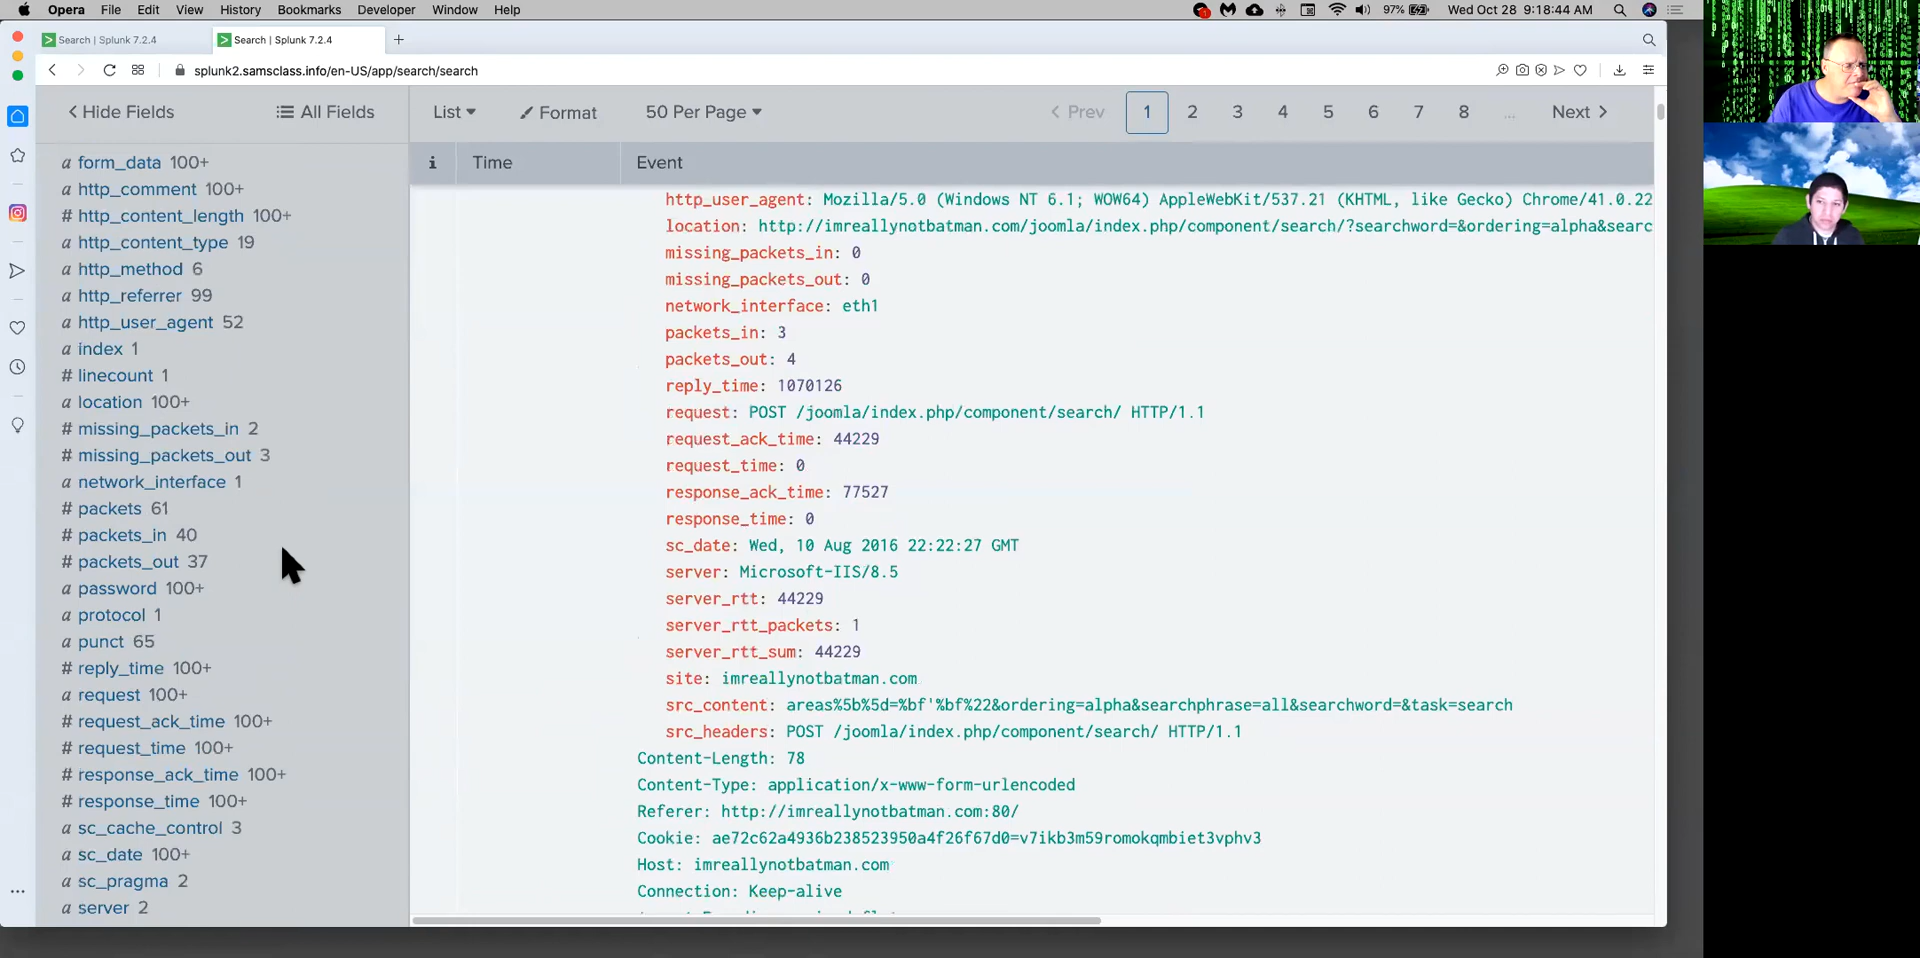 Opera File Edit View History Bookmarks Developer Window Help 97% Wed Oct 28 9:18:44 AM
Search | Splunk 7.2.4 Search | Splunk 7.2.4
splunk2.samsclass.info/en-US/app/search/search
Hide Fields All Fields List Format 50 Per Page Prev 1 2 3 4 5 6 7 8 ... Next
a form_data 100+
a http_comment 100+
# http_content_length 100+
a http_content_type 19
a http_method 6
a http_referrer 99
a http_user_agent 52
a index 1
# linecount 1
a location 100+
# missing_packets_in 2
# missing_packets_out 3
a network_interface 1
# packets 61
# packets_in 40
# packets_out 37
a password 100+
a protocol 1
a punct 65
# reply_time 100+
a request 100+
# request_ack_time 100+
# request_time 100+
# response_ack_time 100+
# response_time 100+
a sc_cache_control 3
a sc_date 100+
a sc_pragma 2
a server 2
i Time Event
http_user_agent: Mozilla/5.0 (Windows NT 6.1; WOW64) AppleWebKit/537.21 (KHTML, like Gecko) Chrome/41.0.22
location: http://imreallynotbatman.com/joomla/index.php/component/search/?searchword=&ordering=alpha&searc
missing_packets_in: 0
missing_packets_out: 0
network_interface: eth1
packets_in: 3
packets_out: 4
reply_time: 1070126
request: POST /joomla/index.php/component/search/ HTTP/1.1
request_ack_time: 44229
request_time: 0
response_ack_time: 77527
response_time: 0
sc_date: Wed, 10 Aug 2016 22:22:27 GMT
server: Microsoft-IIS/8.5
server_rtt: 44229
server_rtt_packets: 1
server_rtt_sum: 44229
site: imreallynotbatman.com
src_content: areas%5b%5d=%bf'%bf%22&ordering=alpha&searchphrase=all&searchword=&task=search
src_headers: POST /joomla/index.php/component/search/ HTTP/1.1
Content-Length: 78
Content-Type: application/x-www-form-urlencoded
Referer: http://imreallynotbatman.com:80/
Cookie: ae72c62a4936b238523950a4f26f67d0=v7ikb3m59romokqmbiet3vphv3
Host: imreallynotbatman.com
Connection: Keep-alive